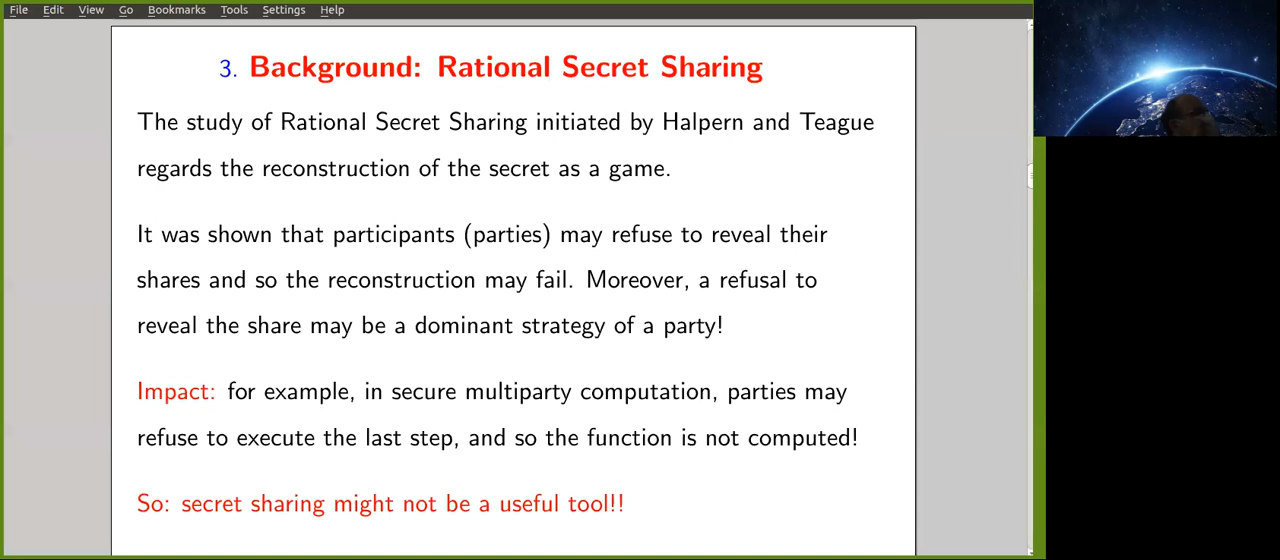 File Edit View Go Bookmarks Tools Settings Help
3. Background: Rational Secret Sharing
The study of Rational Secret Sharing initiated by Halpern and Teague
regards the reconstruction of the secret as a game.
It was shown that participants (parties) may refuse to reveal their
shares and so the reconstruction may fail. Moreover, a refusal to
reveal the share may be a dominant strategy of a party!
Impact: for example, in secure multiparty computation, parties may
refuse to execute the last step, and so the function is not computed!
So: secret sharing might not be a useful tool!!